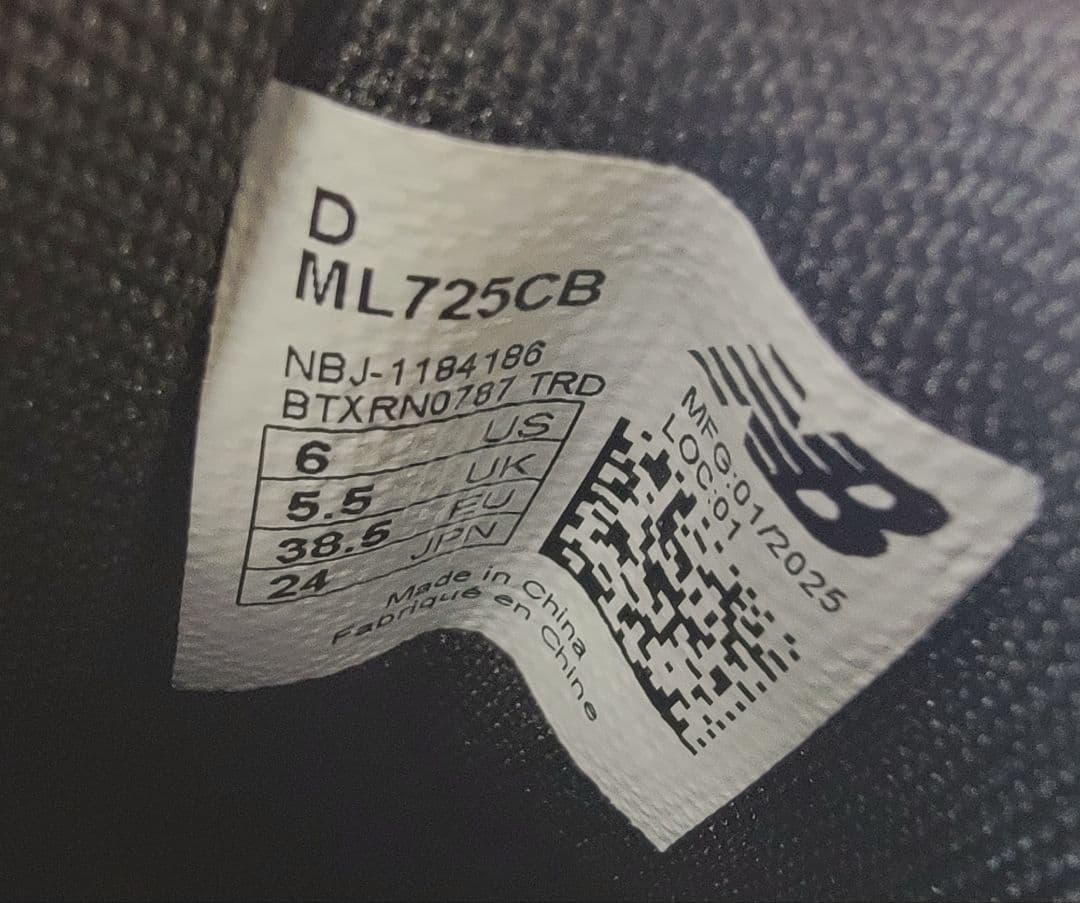 D
ML725CB
NBJ-1184186
BTXRN0787 TRD
6 US
5.5 UK
38.5 EU
24 JPN
Made in China
Fabriqué en Chine
MFG:01/2025
LOC:01
NB